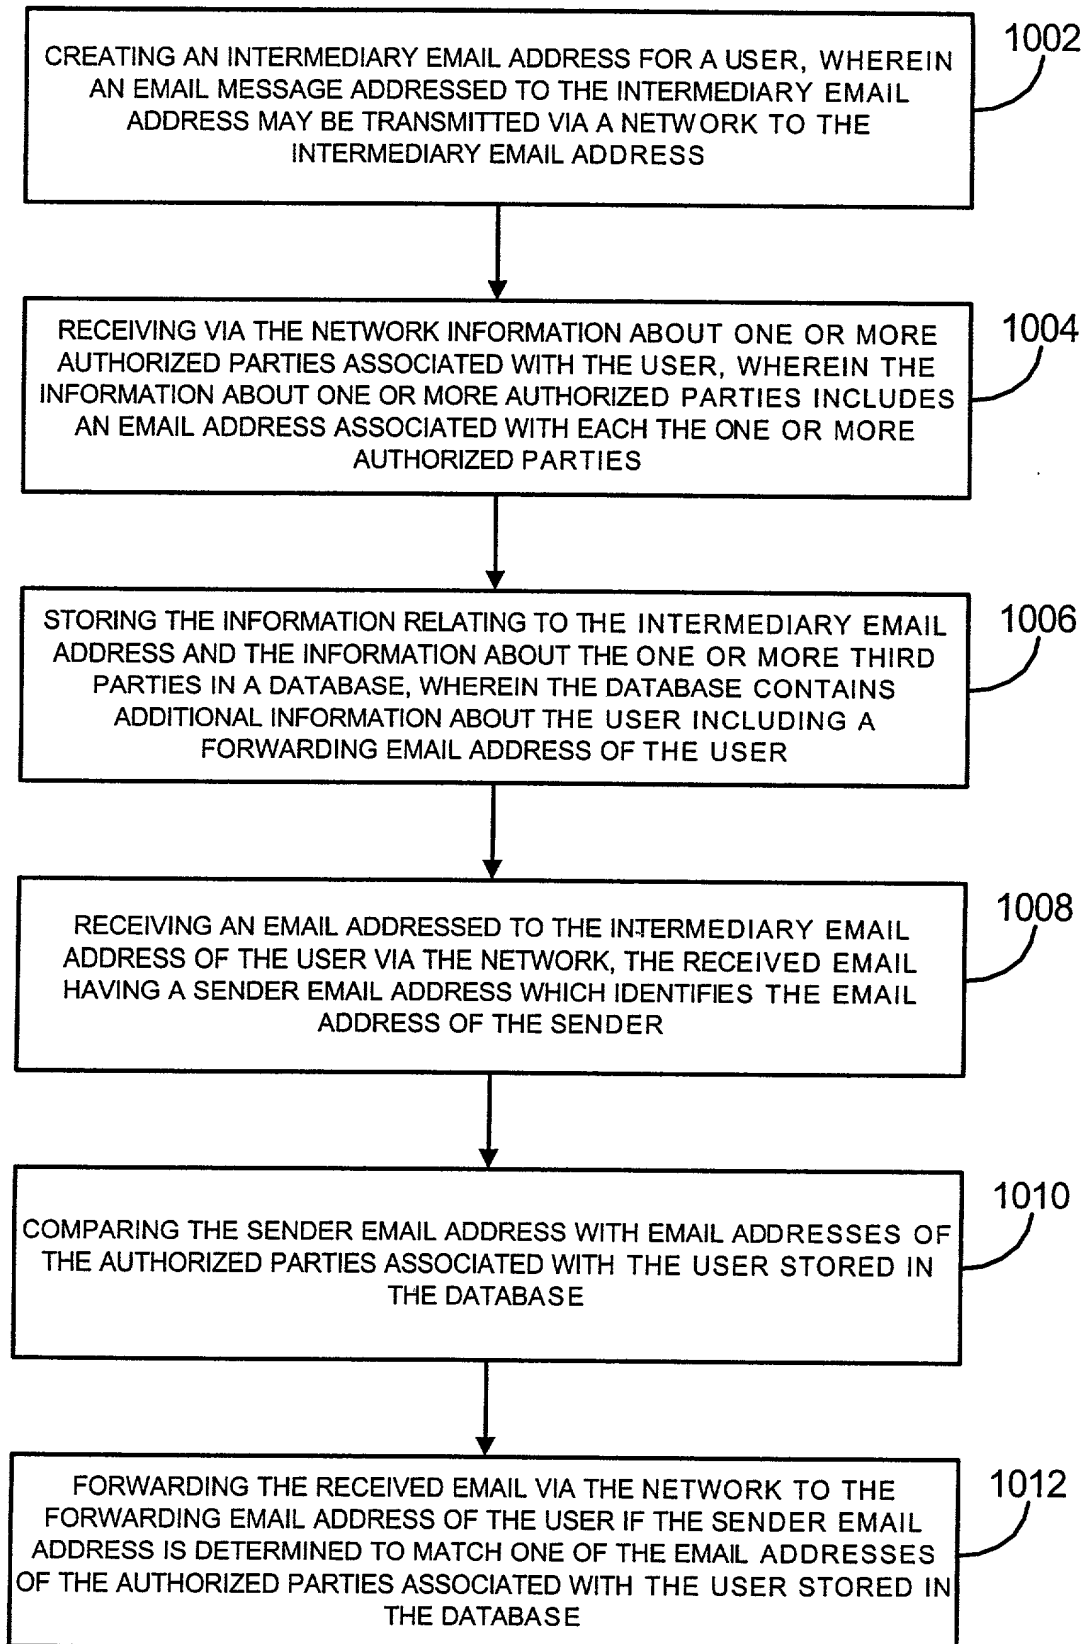 1002
CREATING AN INTERMEDIARY EMAIL ADDRESS FOR A USER, WHEREIN
AN EMAIL MESSAGE ADDRESSED TO THE INTERMEDIARY EMAIL
ADDRESS MAY BE TRANSMITTED VIA A NETWORK TO THE
INTERMEDIARY EMAIL ADDRESS
1004
RECEIVING VIA THE NETWORK INFORMATION ABOUT ONE OR MORE
AUTHORIZED PARTIES ASSOCIATED WITH THE USER, WHEREIN THE
INFORMATION ABOUT ONE OR MORE AUTHORIZED PARTIES INCLUDES
AN EMAIL ADDRESS ASSOCIATED WITH EACH THE ONE OR MORE
AUTHORIZED PARTIES
1006
STORING THE INFORMATION RELATING TO THE INTERMEDIARY EMAIL
ADDRESS AND THE INFORMATION ABOUT THE ONE OR MORE THIRD
PARTIES IN A DATABASE, WHEREIN THE DATABASE CONTAINS
ADDITIONAL INFORMATION ABOUT THE USER INCLUDING A
FORWARDING EMAIL ADDRESS OF THE USER
1008
RECEIVING AN EMAIL ADDRESSED TO THE INTERMEDIARY EMAIL
ADDRESS OF THE USER VIA THE NETWORK, THE RECEIVED EMAIL
HAVING A SENDER EMAIL ADDRESS WHICH IDENTIFIES THE EMAIL
ADDRESS OF THE SENDER
1010
COMPARING THE SENDER EMAIL ADDRESS WITH EMAIL ADDRESSES OF
THE AUTHORIZED PARTIES ASSOCIATED WITH THE USER STORED IN
THE DATABASE
1012
FORWARDING THE RECEIVED EMAIL VIA THE NETWORK TO THE
FORWARDING EMAIL ADDRESS OF THE USER IF THE SENDER EMAIL
ADDRESS IS DETERMINED TO MATCH ONE OF THE EMAIL ADDRESSES
OF THE AUTHORIZED PARTIES ASSOCIATED WITH THE USER STORED IN
THE DATABASE